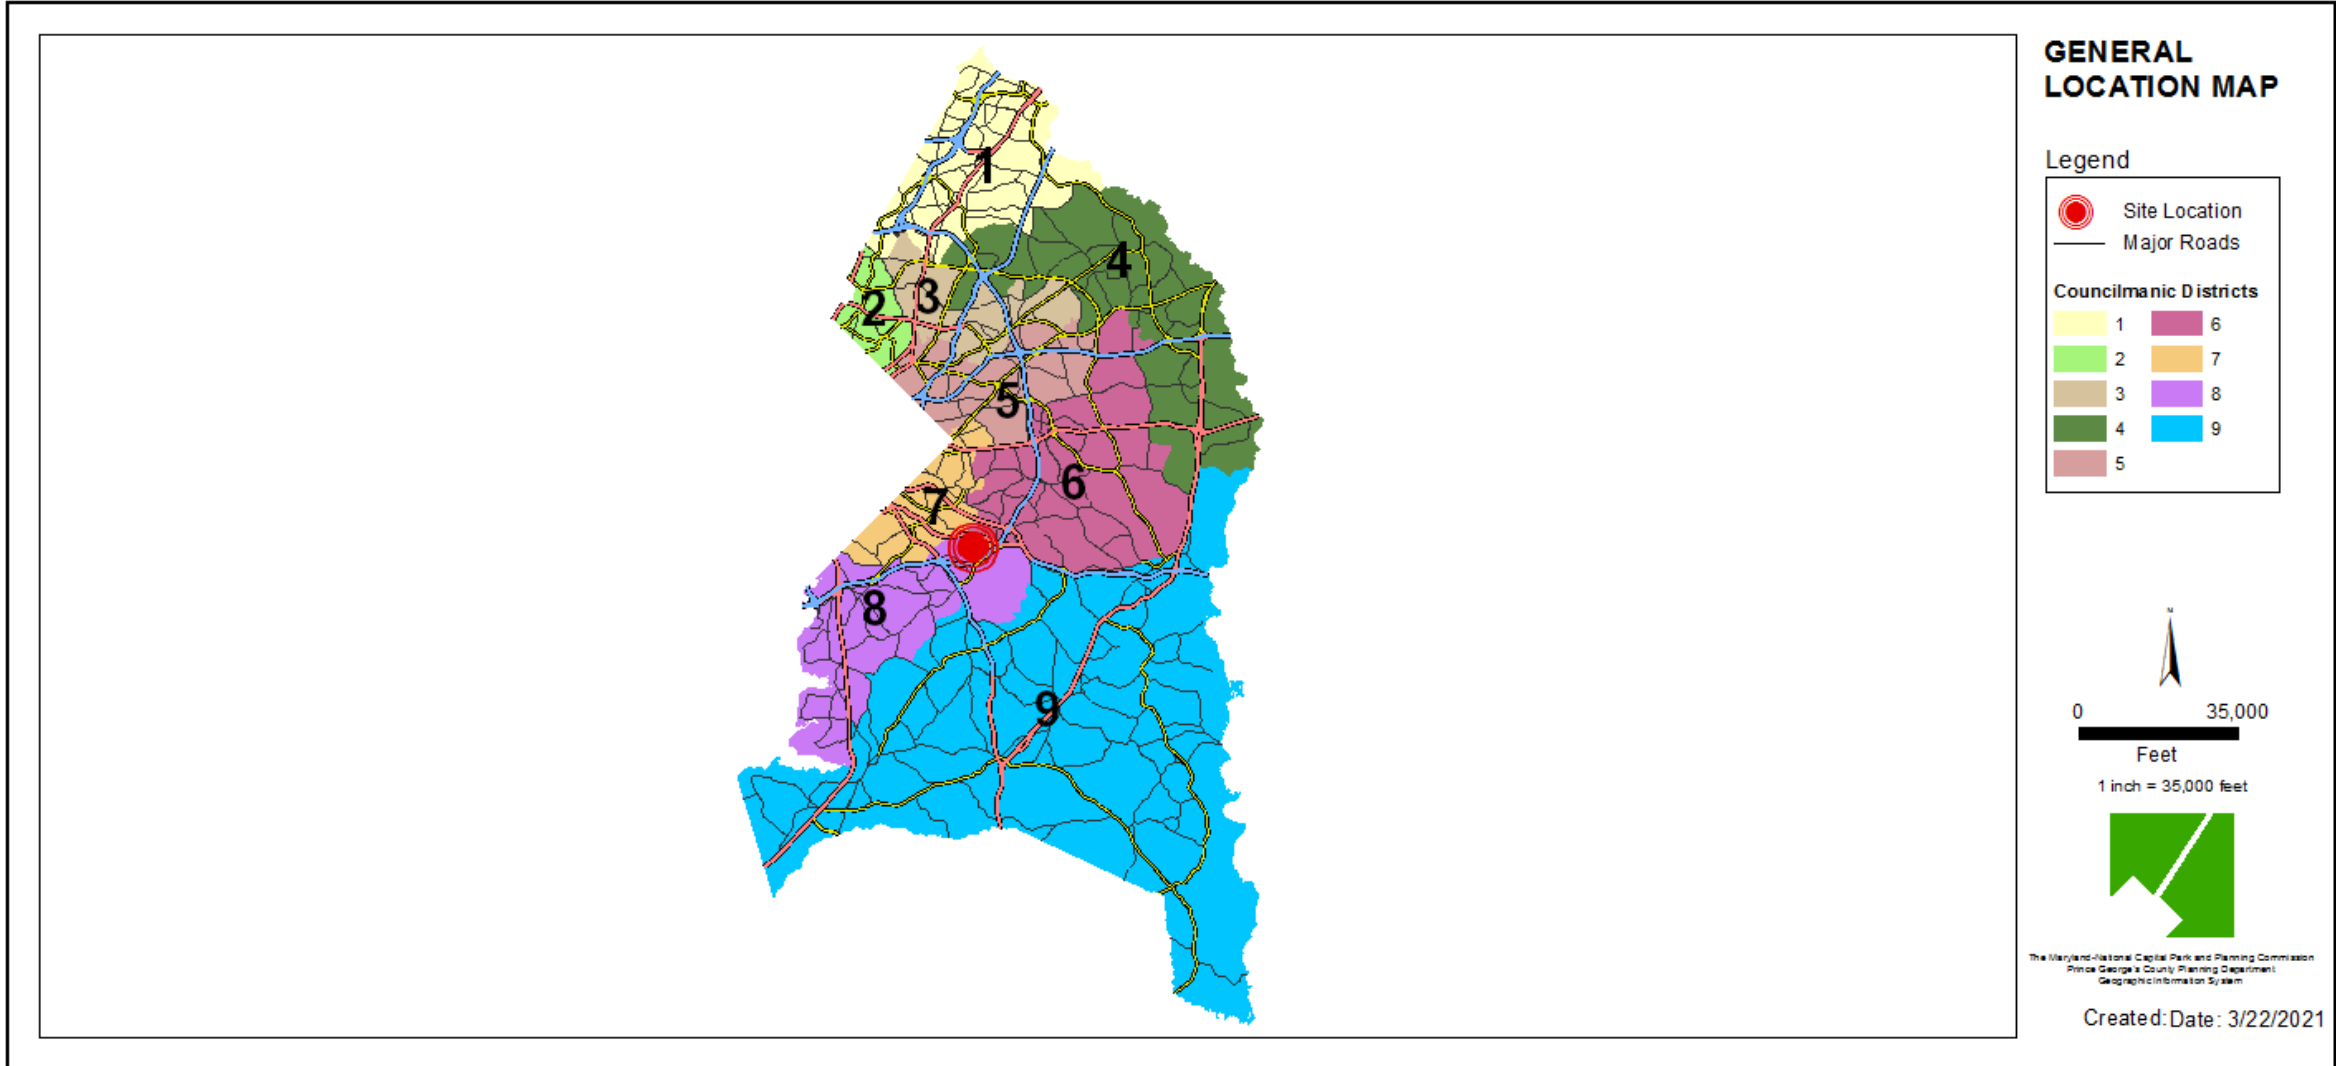 GENERAL
LOCATION MAP
Legend
Site Location
Major Roads
Councilmanic Districts
1 6
2 7
3 8
4 9
5
1
4
3
2
5
6
7
8
9
N
0 35,000
Feet
1 inch = 35,000 feet
The Maryland-National Capital Park and Planning Commission
Prince George's County Planning Department
Geographic Information System
Created: Date: 3/22/2021